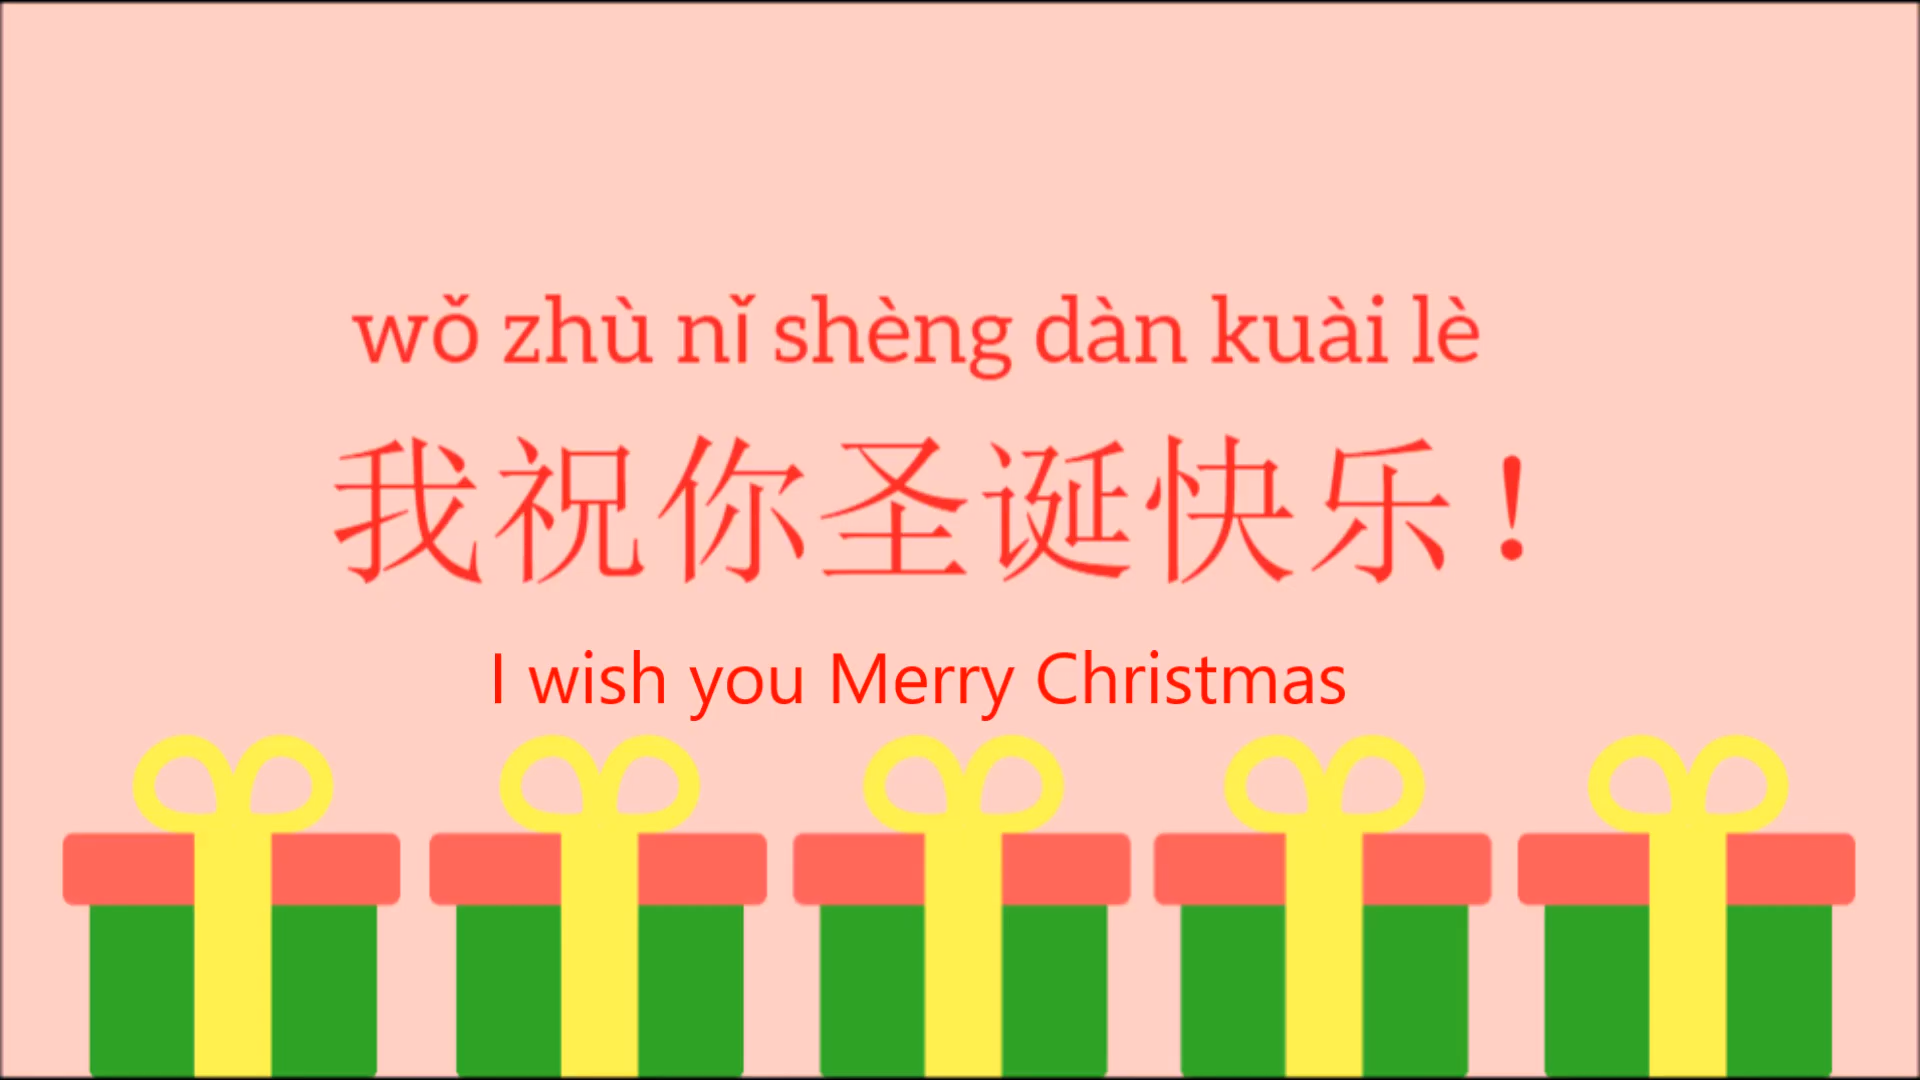 wǒ zhù nǐ shèng dàn kuài lè
我祝你圣诞快乐！
I wish you Merry Christmas